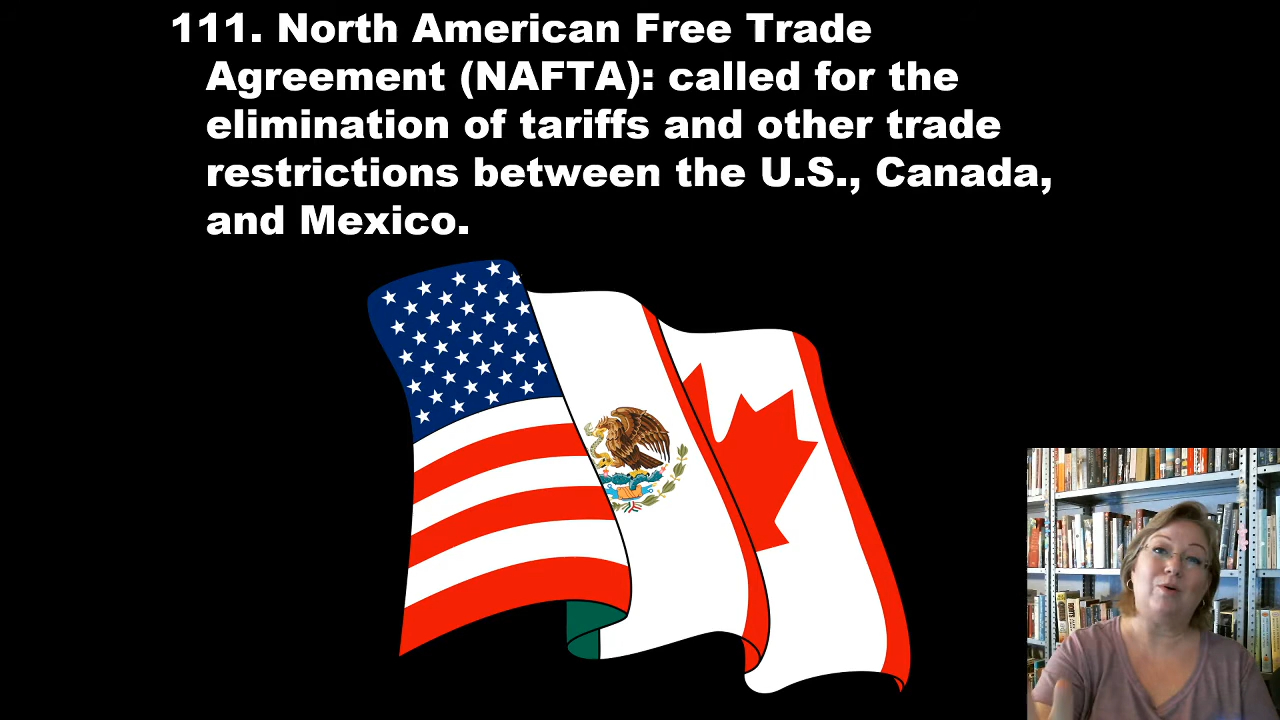 111. North American Free Trade
Agreement (NAFTA): called for the
elimination of tariffs and other trade
restrictions between the U.S., Canada,
and Mexico.